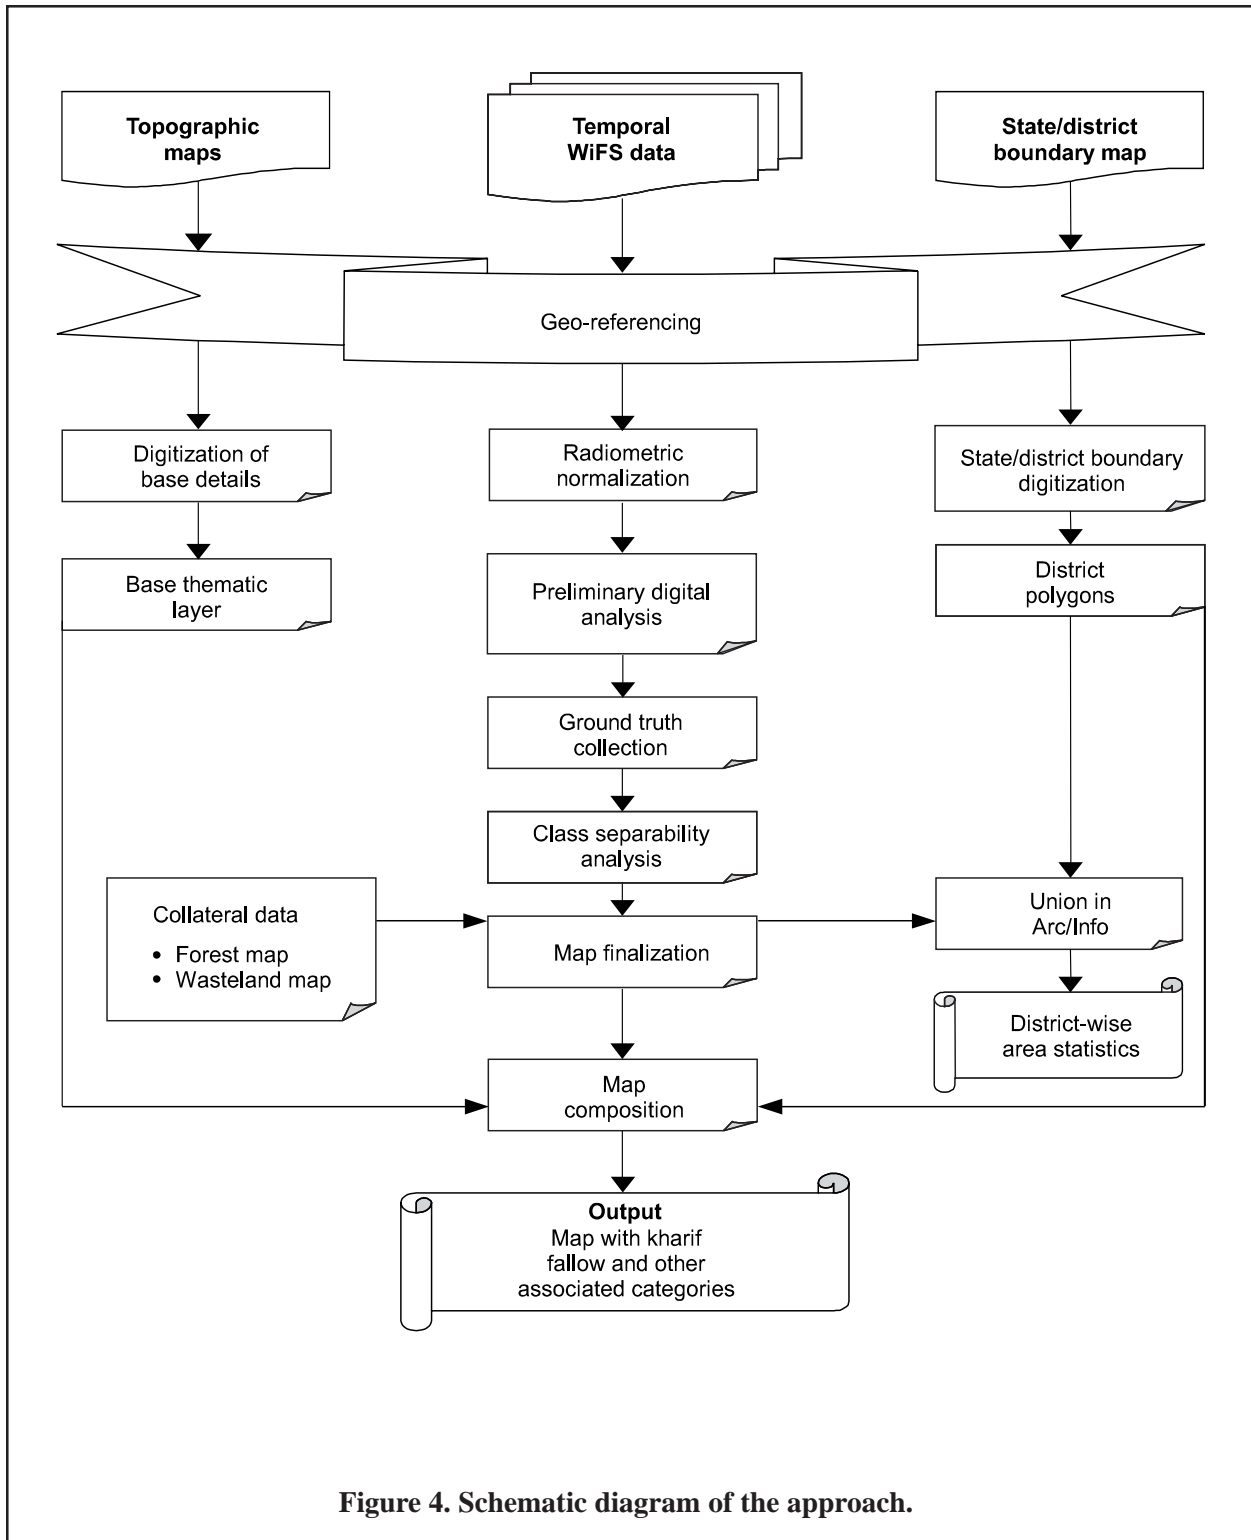 Topographic
maps
Temporal
WiFS data
State/district
boundary map
Geo-referencing
Digitization of
base details
Radiometric
normalization
State/district boundary
digitization
Base thematic
layer
Preliminary digital
analysis
District
polygons
Ground truth
collection
Class separability
analysis
Collateral data
• Forest map
• Wasteland map
Map finalization
Union in
Arc/Info
District-wise
area statistics
Map
composition
Output
Map with kharif
fallow and other
associated categories
Figure 4. Schematic diagram of the approach.